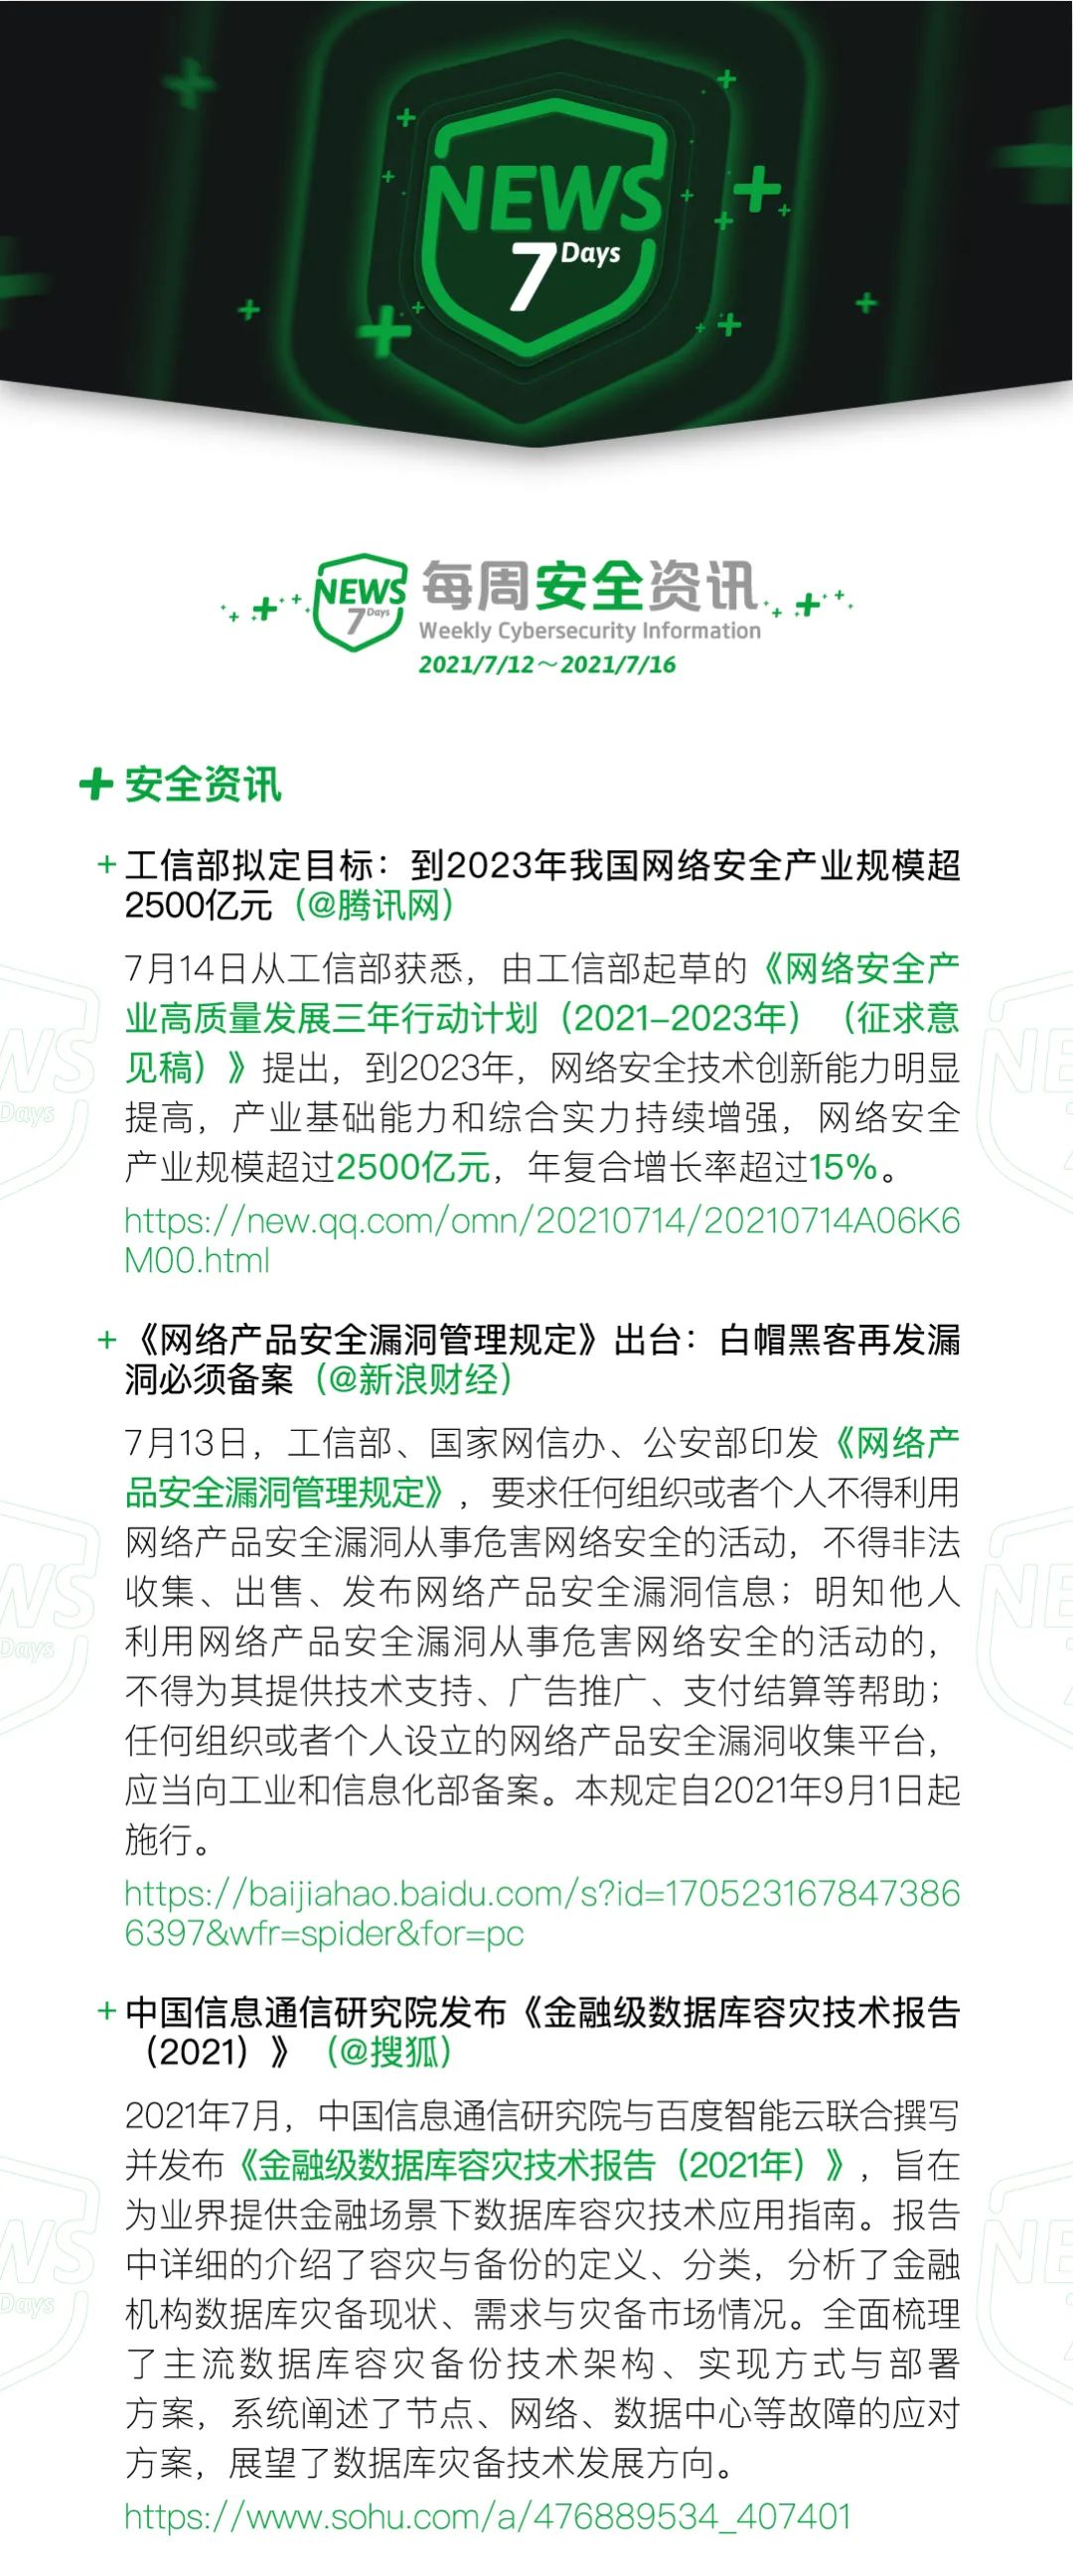 NEWS
7 Days
NEWS 每周安全资讯
7 Days
Weekly Cybersecurity Information
2021/7/12~2021/7/16
安全资讯
+ 工信部拟定目标：到2023年我国网络安全产业规模超
2500亿元（@腾讯网）
7月14日从工信部获悉，由工信部起草的《网络安全产
业高质量发展三年行动计划（2021-2023年）（征求意
见稿）》提出，到2023年，网络安全技术创新能力明显
提高，产业基础能力和综合实力持续增强，网络安全
产业规模超过2500亿元，年复合增长率超过15%。
https://new.qq.com/omn/20210714/20210714A06K6
M00.html
+ 《网络产品安全漏洞管理规定》出台：白帽黑客再发漏
洞必须备案（@新浪财经）
7月13日，工信部、国家网信办、公安部印发《网络产
品安全漏洞管理规定》，要求任何组织或者个人不得利用
网络产品安全漏洞从事危害网络安全的活动，不得非法
收集、出售、发布网络产品安全漏洞信息；明知他人
利用网络产品安全漏洞从事危害网络安全的活动的，
不得为其提供技术支持、广告推广、支付结算等帮助；
任何组织或者个人设立的网络产品安全漏洞收集平台，
应当向工业和信息化部备案。本规定自2021年9月1日起
施行。
https://baijiahao.baidu.com/s?id=170523167847386
6397&wfr=spider&for=pc
+ 中国信息通信研究院发布《金融级数据库容灾技术报告
（2021）》（@搜狐）
2021年7月，中国信息通信研究院与百度智能云联合撰写
并发布《金融级数据库容灾技术报告（2021年）》，旨在
为业界提供金融场景下数据库容灾技术应用指南。报告
中详细的介绍了容灾与备份的定义、分类，分析了金融
机构数据库灾备现状、需求与灾备市场情况。全面梳理
了主流数据库容灾备份技术架构、实现方式与部署
方案，系统阐述了节点、网络、数据中心等故障的应对
方案，展望了数据库灾备技术发展方向。
https://www.sohu.com/a/476889534_407401